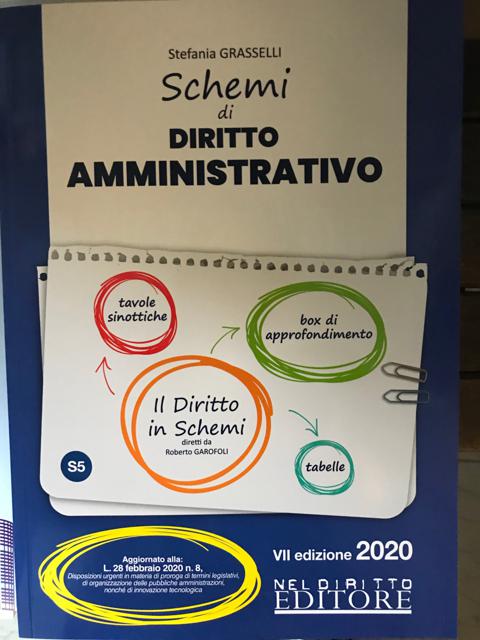 Stefania GRASSELLI
Schemi
di
DIRITTO
AMMINISTRATIVO
tavole
sinottiche
box di
approfondimento
Il Diritto
in Schemi
diretti da
Roberto GAROFOLI
tabelle
S5
Aggiornato alla:
L. 28 febbraio 2020 n. 8,
Disposizioni urgenti in materia di proroga di termini legislativi,
di organizzazione delle pubbliche amministrazioni,
nonché di innovazione tecnologica
VII edizione 2020
NEL DIRITTO
EDITORE